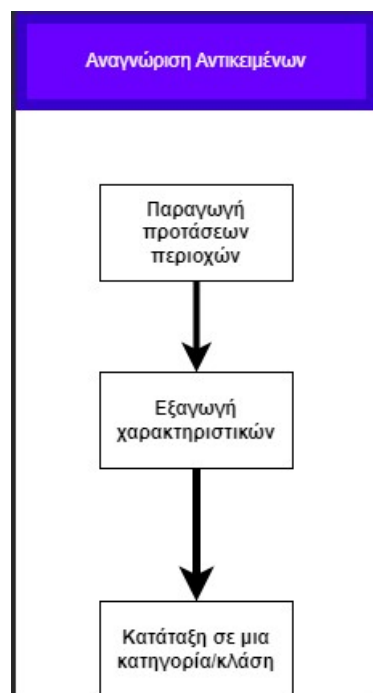 Αναγνώριση Αντικειμένων
Παραγωγή
προτάσεων
περιοχών
Εξαγωγή
χαρακτηριστικών
Κατάταξη σε μια
κατηγορία/κλάση